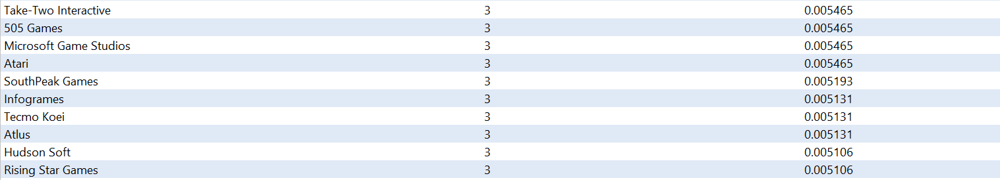 Take-Two Interactive 3 0.005465
505 Games 3 0.005465
Microsoft Game Studios 3 0.005465
Atari 3 0.005465
SouthPeak Games 3 0.005193
Infogrames 3 0.005131
Tecmo Koei 3 0.005131
Atlus 3 0.005131
Hudson Soft 3 0.005106
Rising Star Games 3 0.005106